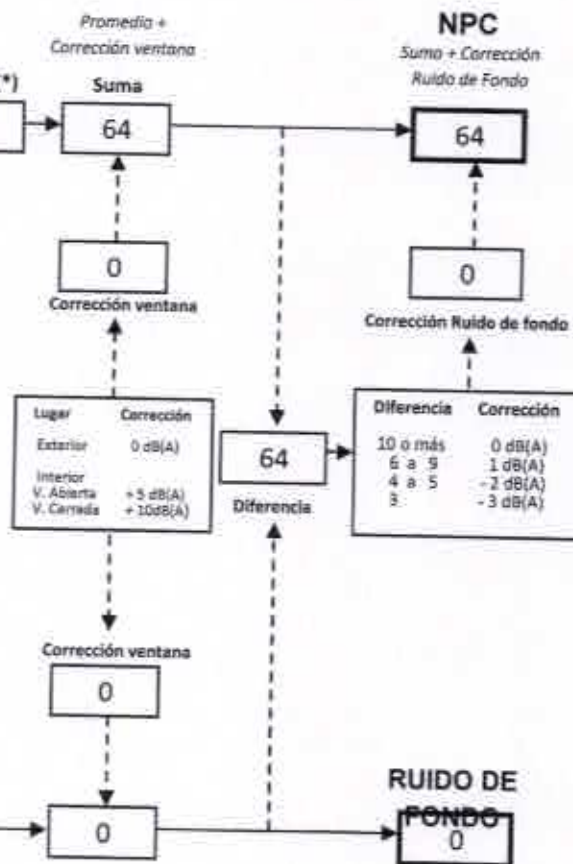 Promedio +
Corrección ventana
NPC
Suma + Corrección
Ruido de Fondo
(*)
Suma
64
64
0
0
Corrección ventana
Corrección Ruido de fondo
Lugar Corrección
Exterior 0 dB(A)
Interior
V. Abierta +5 dB(A)
V. Cerrada +10dB(A)
64
Diferencia
Diferencia Corrección
10 o más 0 dB(A)
6 a 9 1 dB(A)
4 a 5 -2 dB(A)
3 -3 dB(A)
Corrección ventana
0
RUIDO DE
FONDO
0
0